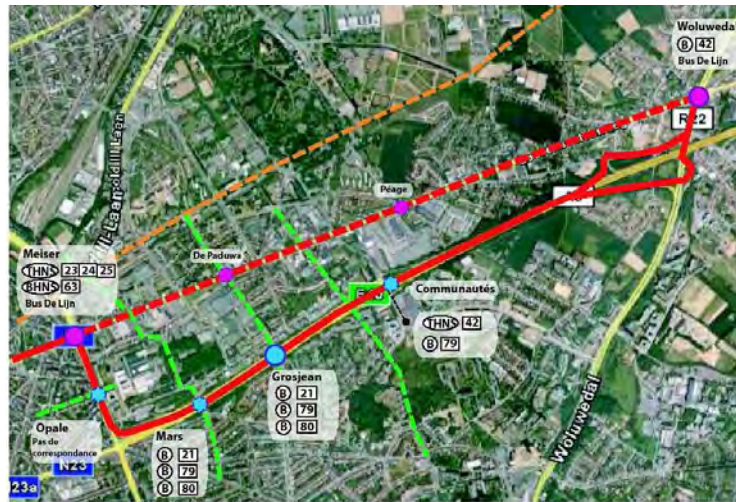 Woluwedal
B 42
Bus De Lijn
R22
Péage
De Paduwa
Meiser
THNS 23 24 25
BHNS 63
Bus De Lijn
Communautés
THNS 42
B 79
Grosjean
B 21
B 79
B 80
Opale
Pas de
correspondance
Mars
B 21
B 79
B 80
Woluwedal
N23
N23a